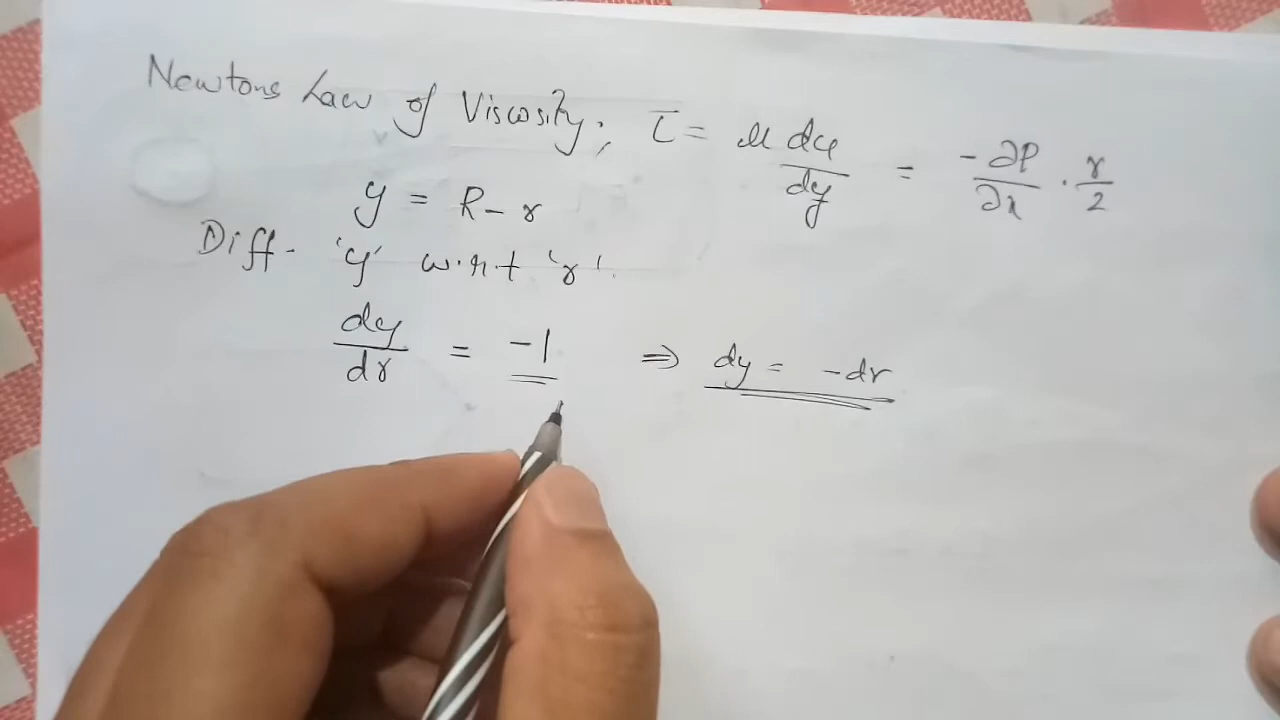 Newtons Law of Viscosity; τ = μ du/dy = -∂P/∂x · r/2
y = R - r
Diff - 'y' w.r.t 'r'.
dy/dr = -1 ⇒ dy = -dr